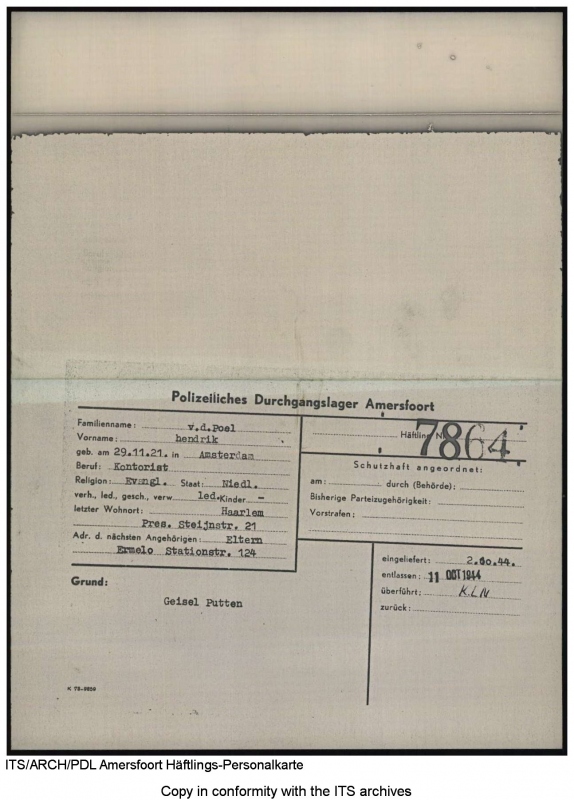 Polizeiliches Durchgangslager Amersfoort
Familienname: v.d.Poel
Vorname: hendrik
geb. am 29.11.21. in Amsterdam
Beruf: Kontorist
Religion: Evangl. Staat: Niedl.
verh., led., gesch., verw. led. Kinder –
letzter Wohnort: Haarlem
Pres. Steijnstr. 21
Adr. d. nächsten Angehörigen: Eltern
Ermelo Stationstr. 124
Häftling Nr. 7864
Schutzhaft angeordnet:
am: durch (Behörde):
Bisherige Parteizugehörigkeit:
Vorstrafen:
eingeliefert: 2.10.44.
entlassen: 11 OCT 1944
überführt: K.L.N
zurück:
Grund:
Geisel Putten
ITS/ARCH/PDL Amersfoort Häftlings-Personalkarte
Copy in conformity with the ITS archives